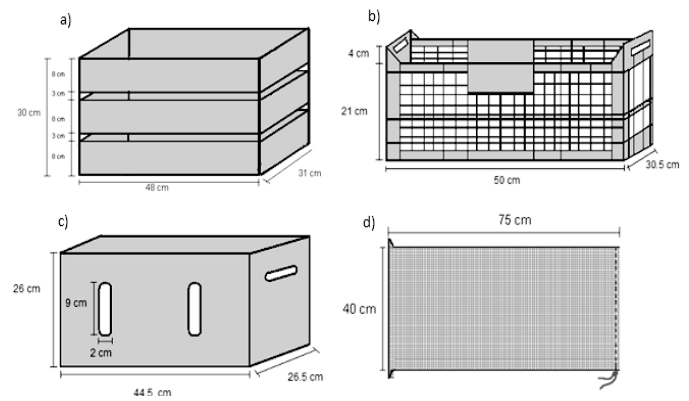 a)
30 cm
8 cm
3 cm
8 cm
3 cm
8 cm
48 cm
31 cm
b)
4 cm
21 cm
50 cm
30.5 cm
c)
26 cm
9 cm
2 cm
44.5 cm
26.5 cm
d)
75 cm
40 cm